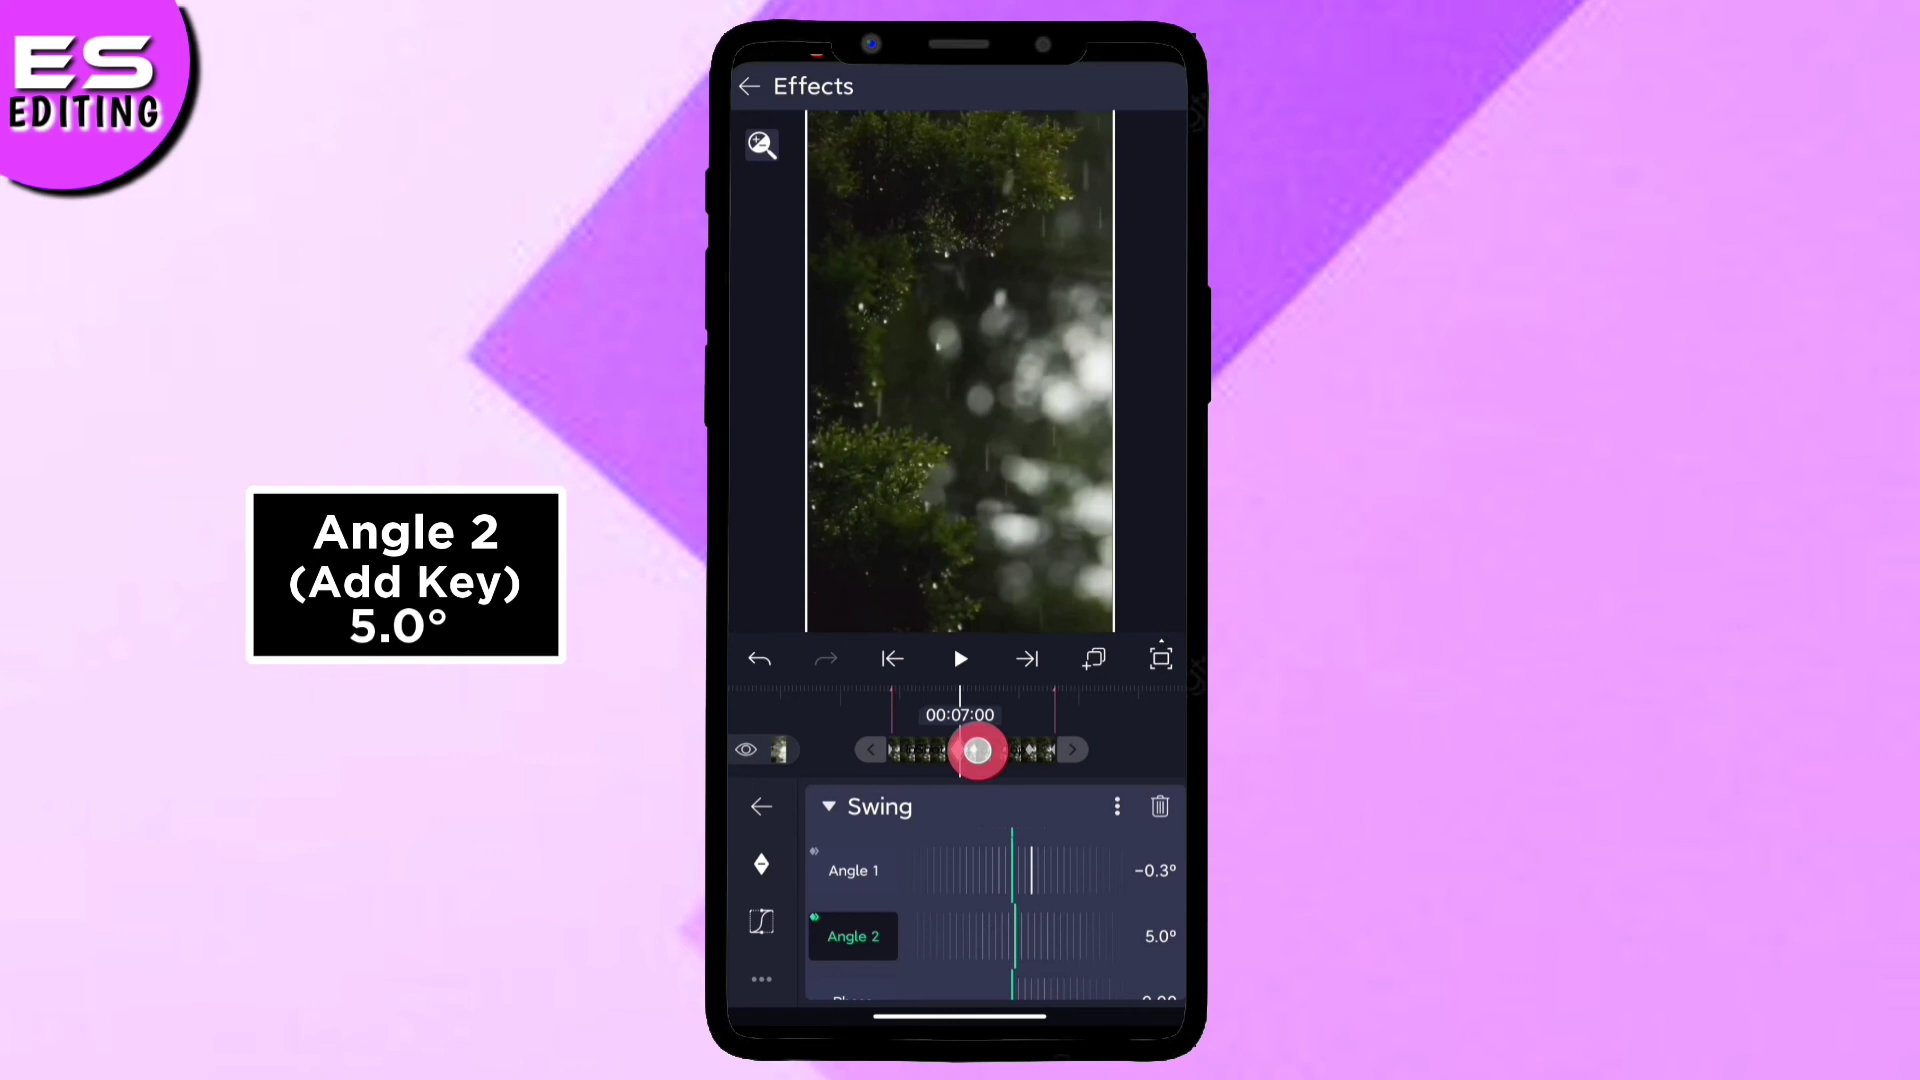 ES
EDITING
Effects
Angle 2
(Add Key)
5.0°
00:07:00
Swing
Angle 1
-0.3°
Angle 2
5.0°